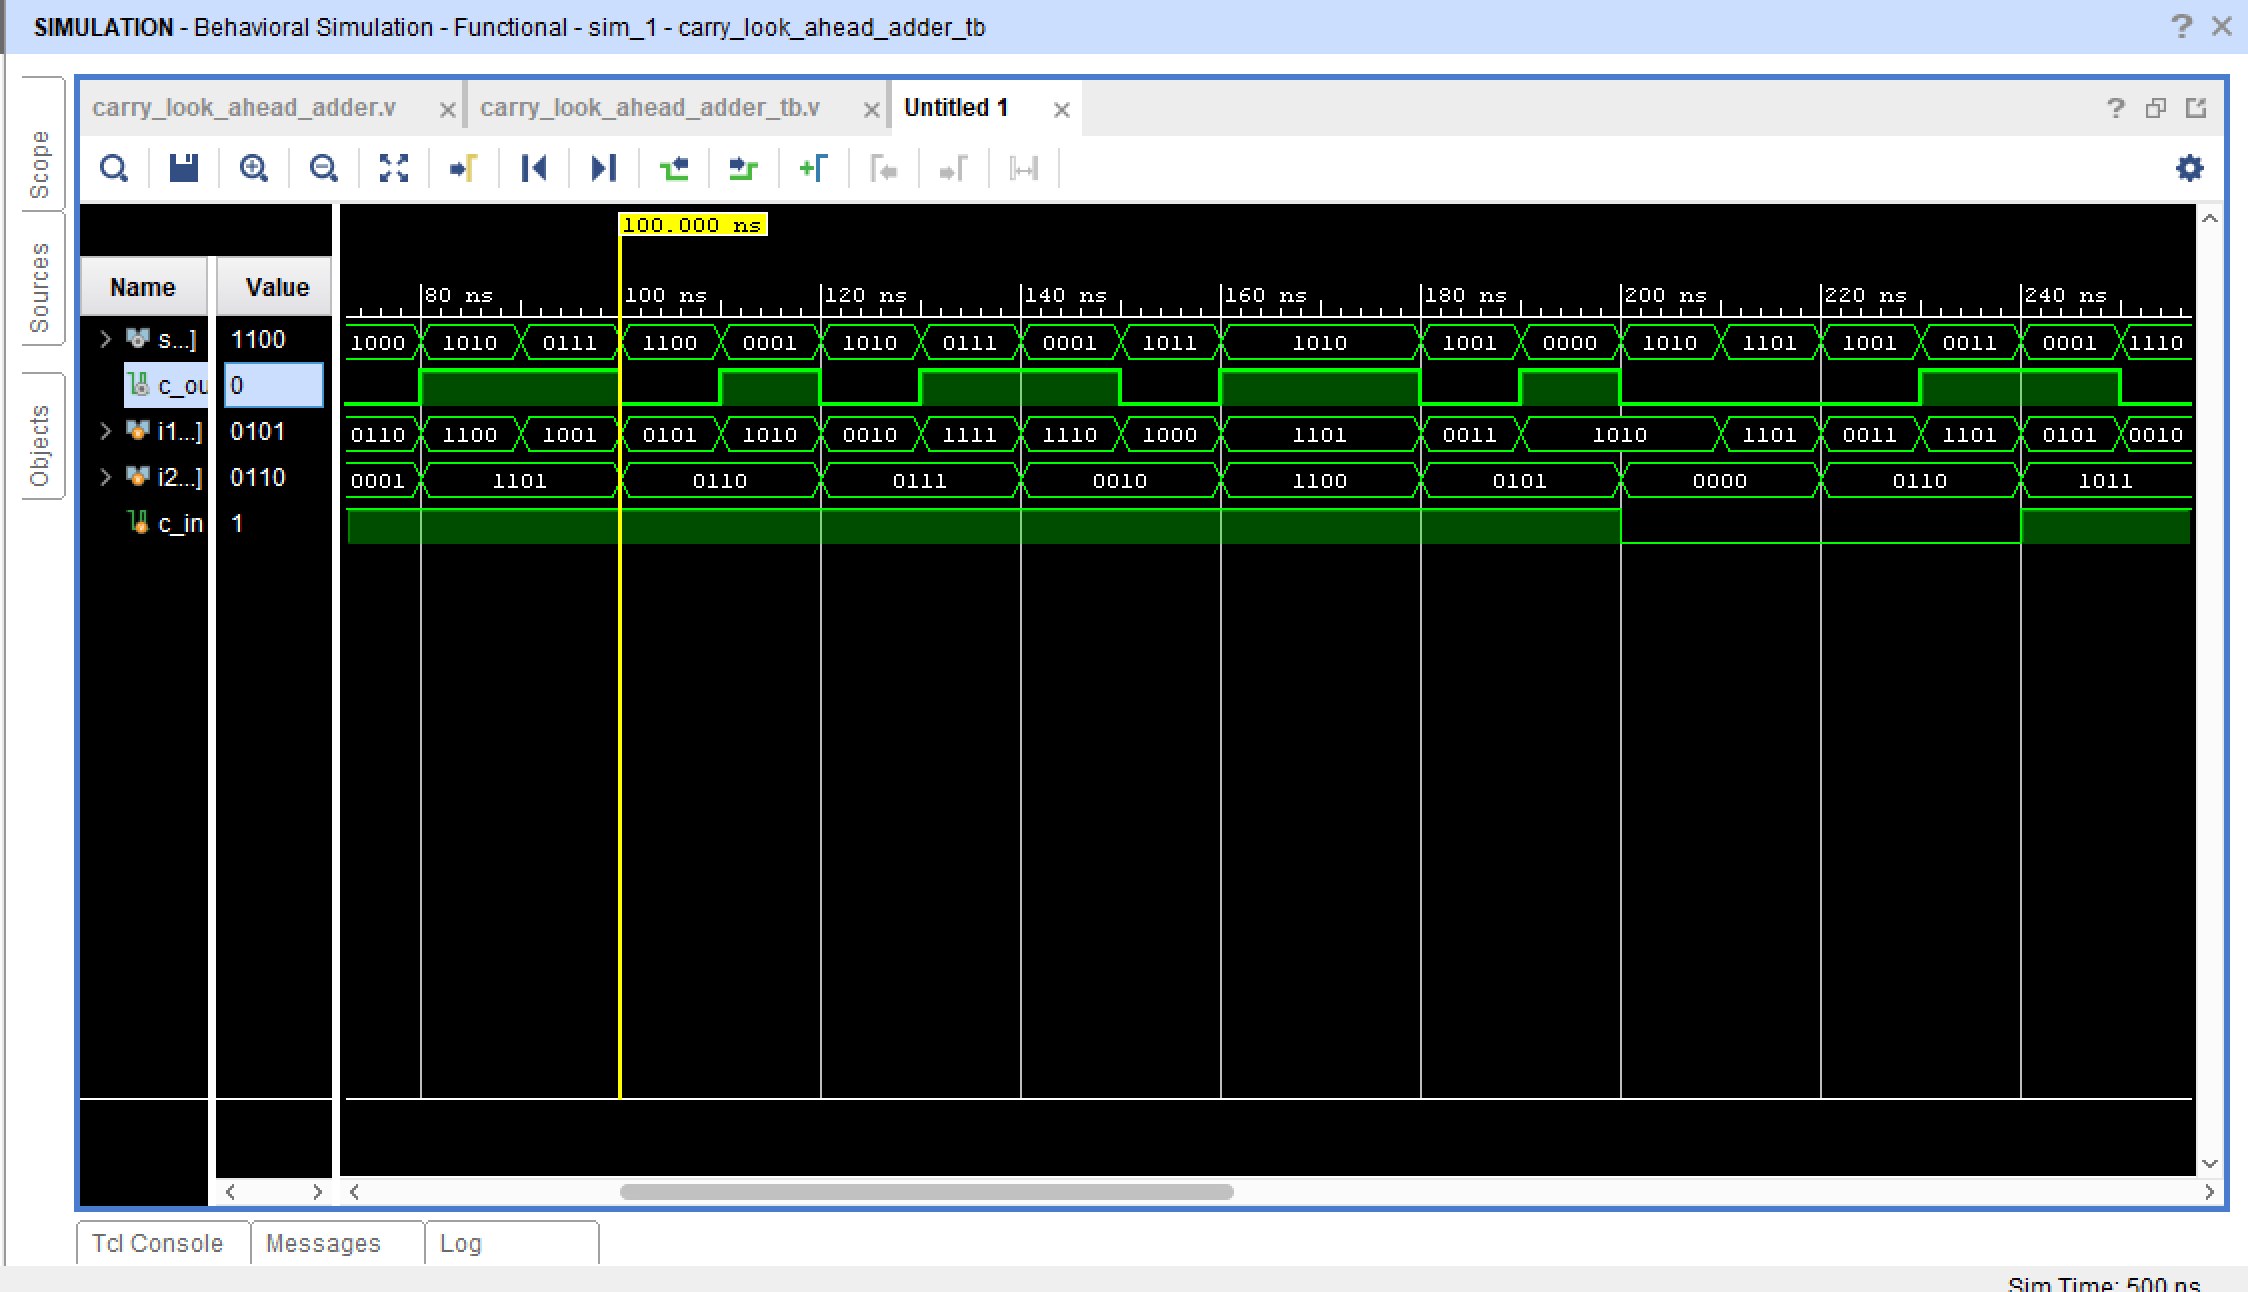 SIMULATION - Behavioral Simulation - Functional - sim_1 - carry_look_ahead_adder_tb
Scope
Sources
Objects
carry_look_ahead_adder.v carry_look_ahead_adder_tb.v Untitled 1
100.000 ns
Name Value
80 ns 100 ns 120 ns 140 ns 160 ns 180 ns 200 ns 220 ns 240 ns
s...] 1100 1000 1010 0111 1100 0001 1010 0111 0001 1011 1010 1001 0000 1010 1101 1001 0011 0001 1110
c_ou 0
i1...] 0101 0110 1100 1001 0101 1010 0010 1111 1110 1000 1101 0011 1010 1101 0011 1101 0101 0010
i2...] 0110 0001 1101 0110 0111 0010 1100 0101 0000 0110 1011
c_in 1
Tcl Console Messages Log
Sim Time: 500 ns